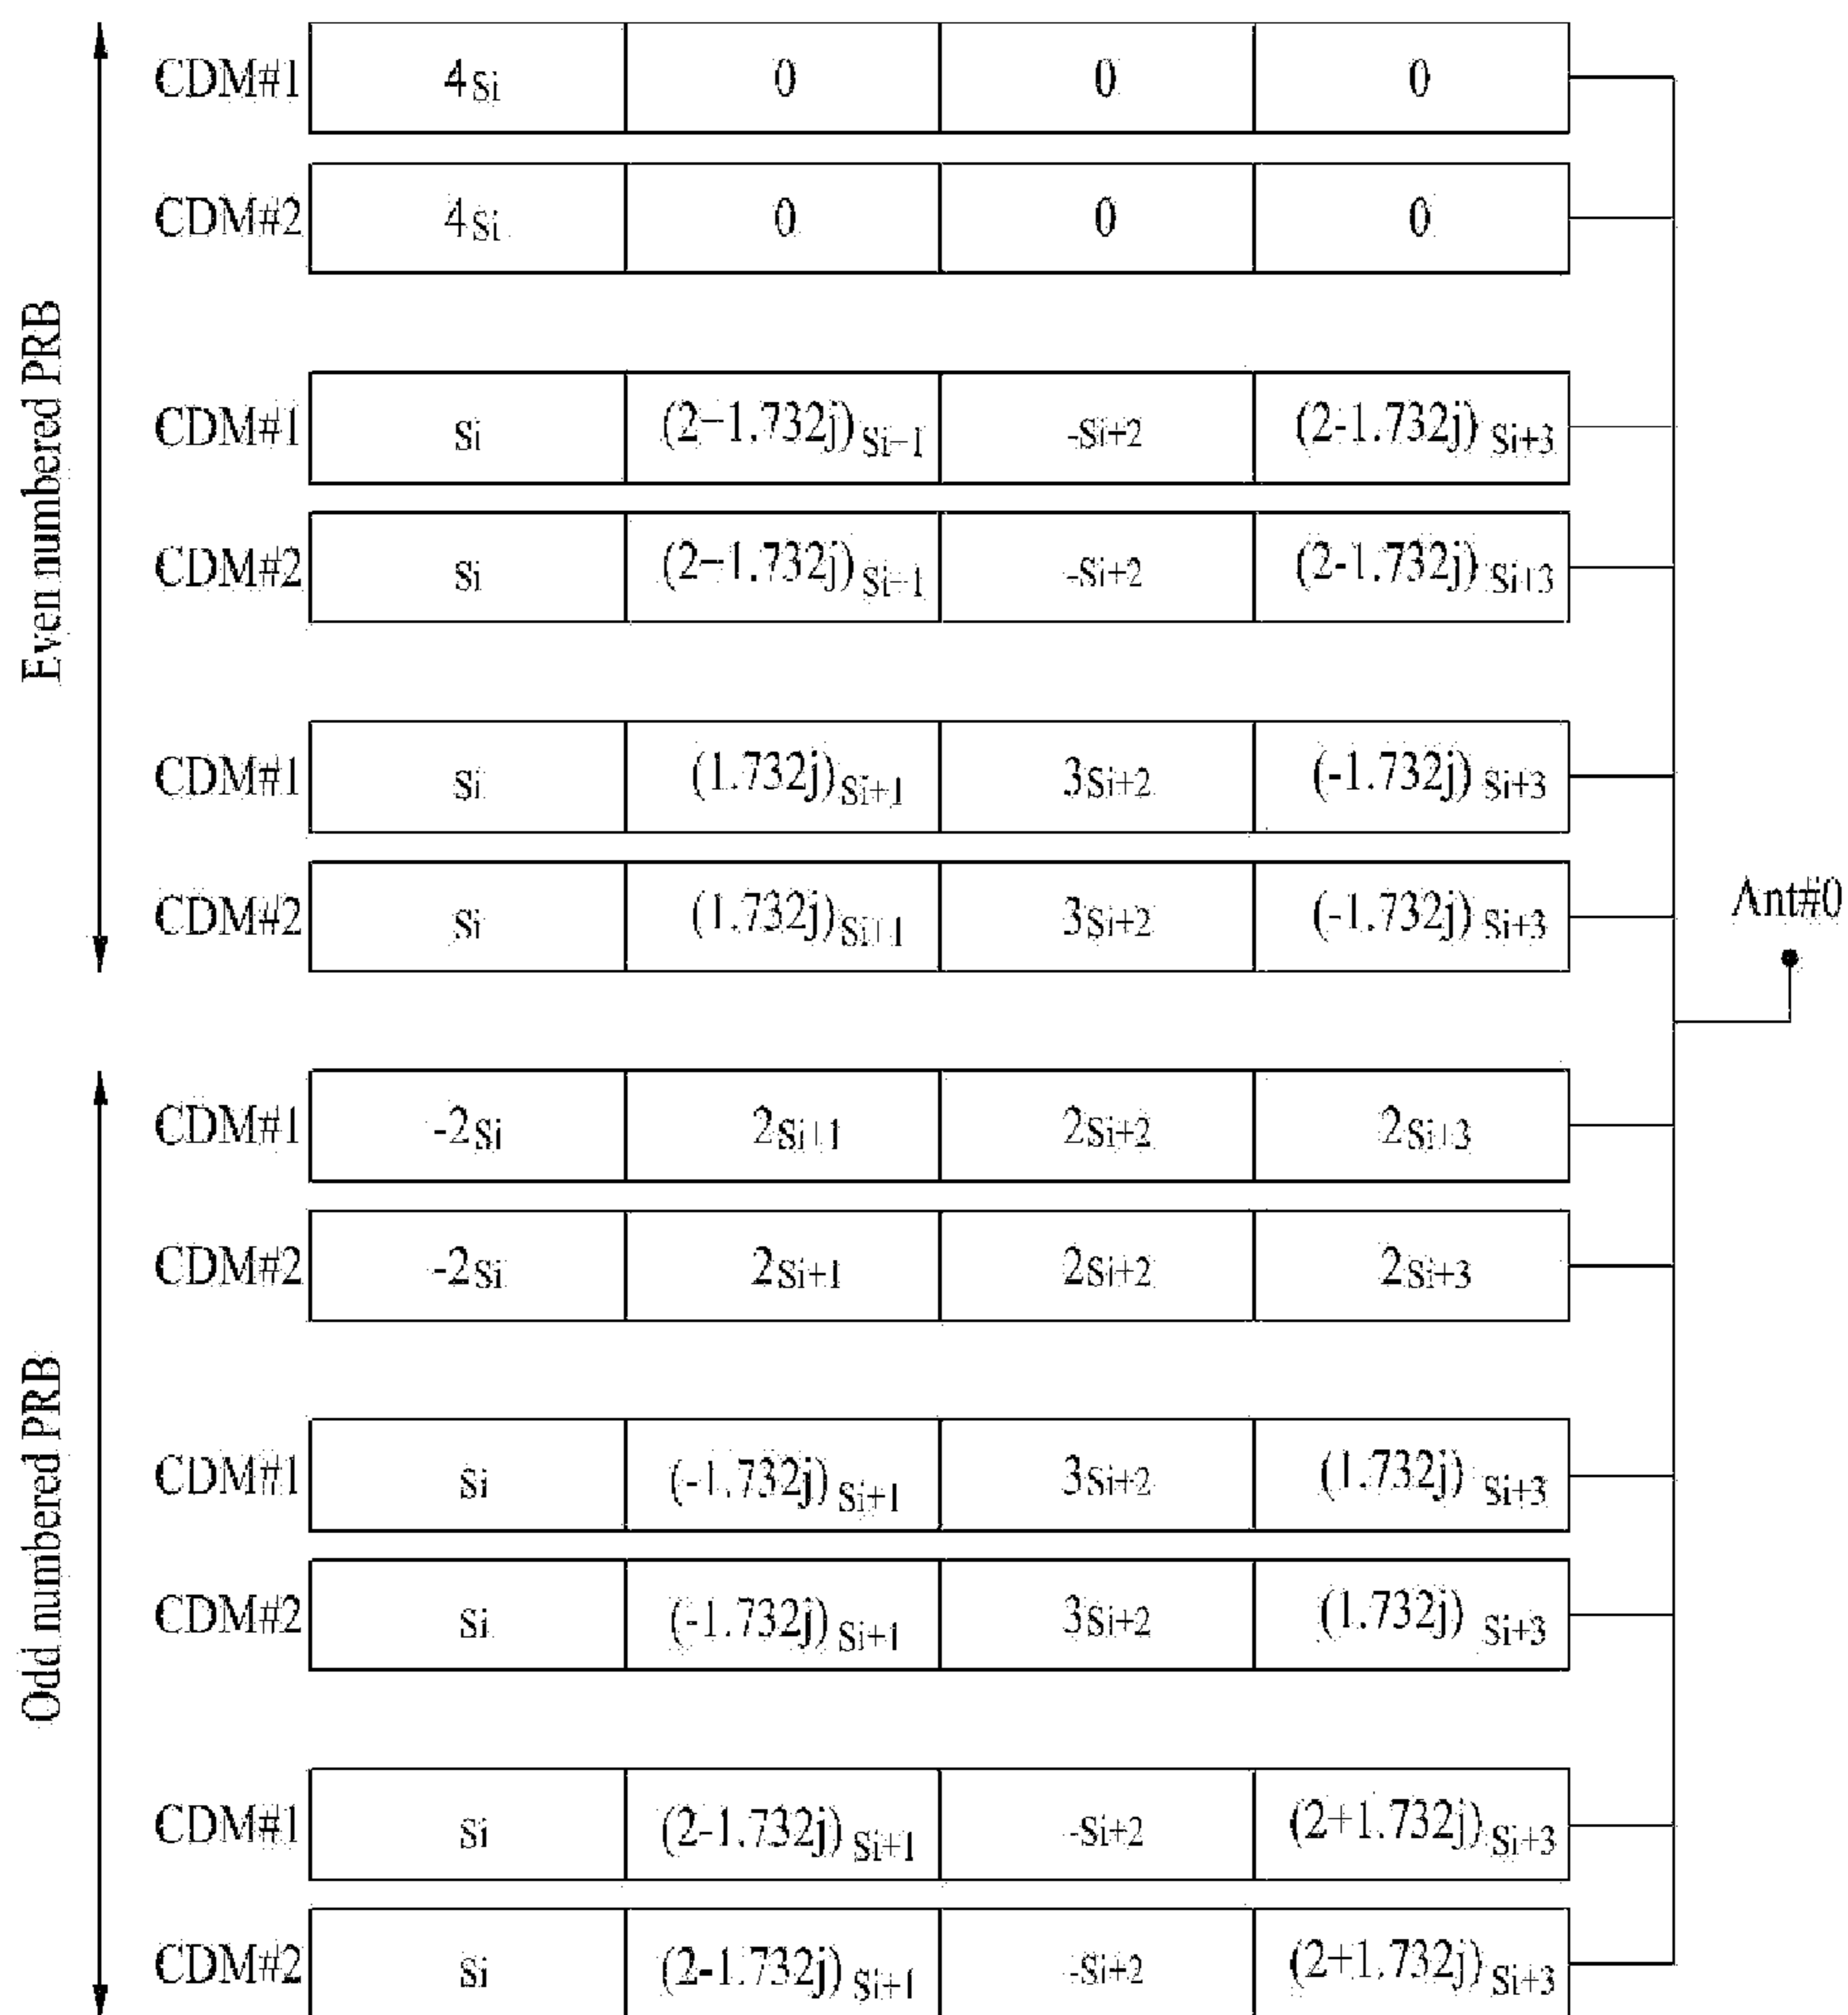 Even numbered PRB
CDM#1 4Si 0 0 0
CDM#2 4Si 0 0 0
CDM#1 Si (2−1.732j)Si+1 -Si+2 (2-1.732j)Si+3
CDM#2 Si (2−1.732j)Si+1 -Si+2 (2-1.732j)Si+3
CDM#1 Si (1.732j)Si+1 3Si+2 (-1.732j)Si+3
CDM#2 Si (1.732j)Si+1 3Si+2 (-1.732j)Si+3
Ant#0
Odd numbered PRB
CDM#1 -2Si 2Si+1 2Si+2 2Si+3
CDM#2 -2Si 2Si+1 2Si+2 2Si+3
CDM#1 Si (-1.732j)Si+1 3Si+2 (1.732j)Si+3
CDM#2 Si (-1.732j)Si+1 3Si+2 (1.732j)Si+3
CDM#1 Si (2-1.732j)Si+1 -Si+2 (2+1.732j)Si+3
CDM#2 Si (2-1.732j)Si+1 -Si+2 (2+1.732j)Si+3